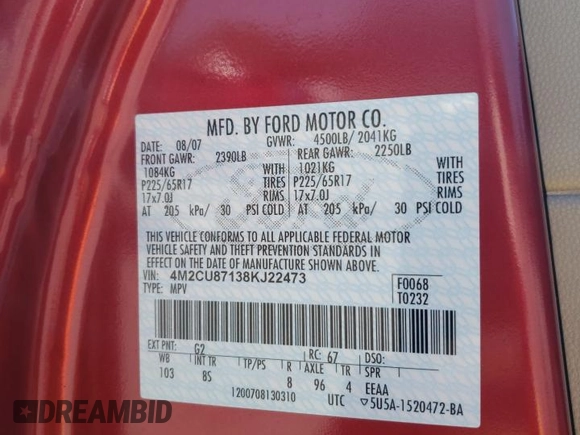 MFD. BY FORD MOTOR CO.
DATE: 08/07 GVWR: 4500LB/ 2041KG
FRONT GAWR: 2390LB REAR GAWR: 2250LB
1084KG WITH 1021KG WITH
P225/65R17 TIRES P225/65R17 TIRES
17x7.0J RIMS 17x7.0J RIMS
AT 205 kPa/ 30 PSI COLD AT 205 kPa/ 30 PSI COLD
THIS VEHICLE CONFORMS TO ALL APPLICABLE FEDERAL MOTOR
VEHICLE SAFETY AND THEFT PREVENTION STANDARDS IN
EFFECT ON THE DATE OF MANUFACTURE SHOWN ABOVE.
VIN: 4M2CU87138KJ22473 F0068
TYPE: MPV T0232
EXT PNT: G2 RC: 67 DSO:
WB INT TR TP/PS R AXLE TR SPR
103 BS 8 96 4 EEAA
1200708130310 UTC ▽5U5A-1520472-BA
DREAMBID